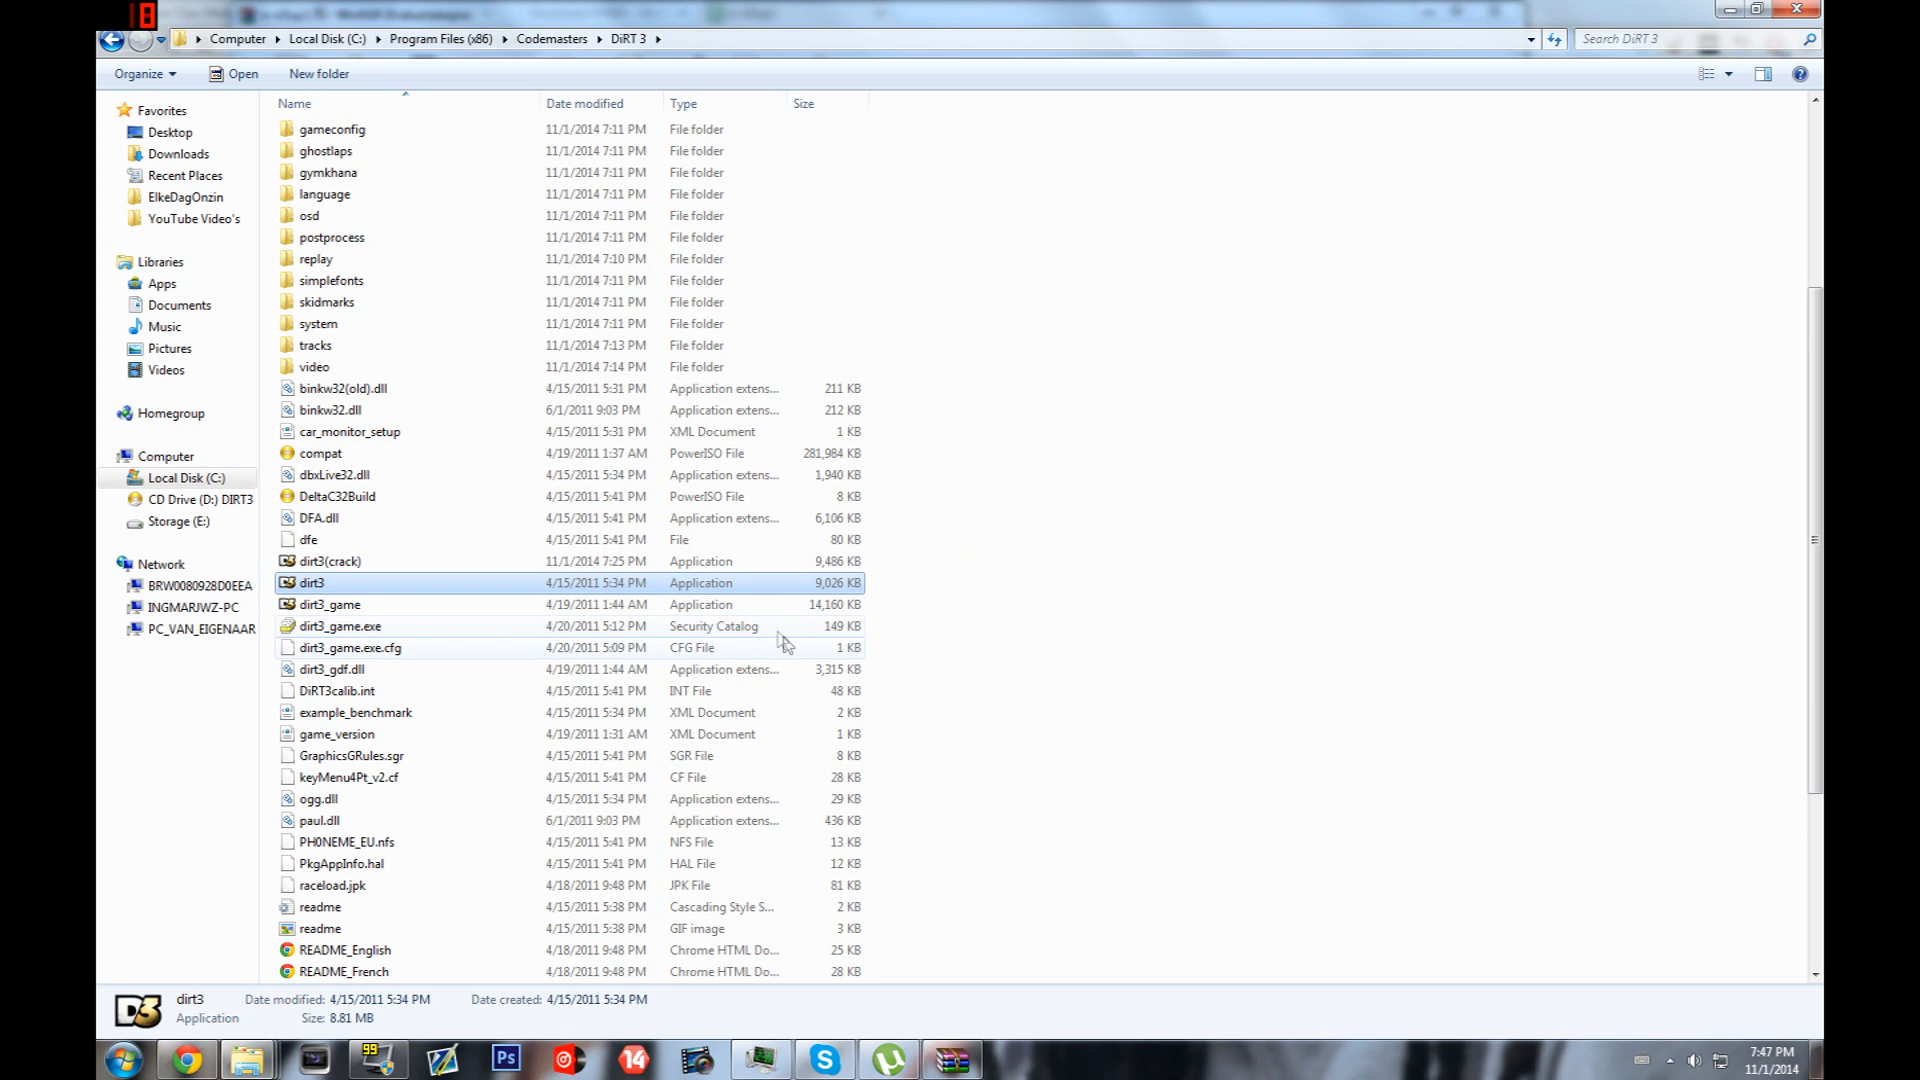 18
Computer Local Disk (C:) Program Files (x86) Codemasters DiRT 3 Search DiRT 3
Organize Open New folder
Favorites
Desktop
Downloads
Recent Places
ElkeDagOnzin
YouTube Video's
Libraries
Apps
Documents
Music
Pictures
Videos
Homegroup
Computer
Local Disk (C:)
CD Drive (D:) DIRT3
Storage (E:)
Network
BRW0080928D0EEA
INGMARJWZ-PC
PC_VAN_EIGENAAR
Name Date modified Type Size
gameconfig 11/1/2014 7:11 PM File folder
ghostlaps 11/1/2014 7:11 PM File folder
gymkhana 11/1/2014 7:11 PM File folder
language 11/1/2014 7:11 PM File folder
osd 11/1/2014 7:11 PM File folder
postprocess 11/1/2014 7:11 PM File folder
replay 11/1/2014 7:10 PM File folder
simplefonts 11/1/2014 7:11 PM File folder
skidmarks 11/1/2014 7:11 PM File folder
system 11/1/2014 7:11 PM File folder
tracks 11/1/2014 7:13 PM File folder
video 11/1/2014 7:14 PM File folder
binkw32(old).dll 4/15/2011 5:31 PM Application extens... 211 KB
binkw32.dll 6/1/2011 9:03 PM Application extens... 212 KB
car_monitor_setup 4/15/2011 5:31 PM XML Document 1 KB
compat 4/19/2011 1:37 AM PowerISO File 281,984 KB
dbxLive32.dll 4/15/2011 5:34 PM Application extens... 1,940 KB
DeltaC32Build 4/15/2011 5:41 PM PowerISO File 8 KB
DFA.dll 4/15/2011 5:41 PM Application extens... 6,106 KB
dfe 4/15/2011 5:41 PM File 80 KB
dirt3(crack) 11/1/2014 7:25 PM Application 9,486 KB
dirt3 4/15/2011 5:34 PM Application 9,026 KB
dirt3_game 4/19/2011 1:44 AM Application 14,160 KB
dirt3_game.exe 4/20/2011 5:12 PM Security Catalog 149 KB
dirt3_game.exe.cfg 4/20/2011 5:09 PM CFG File 1 KB
dirt3_gdf.dll 4/19/2011 1:44 AM Application extens... 3,315 KB
DiRT3calib.int 4/15/2011 5:41 PM INT File 48 KB
example_benchmark 4/15/2011 5:34 PM XML Document 2 KB
game_version 4/19/2011 1:31 AM XML Document 1 KB
GraphicsGRules.sgr 4/15/2011 5:41 PM SGR File 8 KB
keyMenu4Pt_v2.cf 4/15/2011 5:41 PM CF File 28 KB
ogg.dll 4/15/2011 5:34 PM Application extens... 29 KB
paul.dll 6/1/2011 9:03 PM Application extens... 436 KB
PH0NEME_EU.nfs 4/15/2011 5:41 PM NFS File 13 KB
PkgAppInfo.hal 4/15/2011 5:41 PM HAL File 12 KB
raceload.jpk 4/18/2011 9:48 PM JPK File 81 KB
readme 4/15/2011 5:38 PM Cascading Style S... 2 KB
readme 4/15/2011 5:38 PM GIF image 3 KB
README_English 4/18/2011 9:48 PM Chrome HTML Do... 25 KB
README_French 4/18/2011 9:48 PM Chrome HTML Do... 28 KB
dirt3 Date modified: 4/15/2011 5:34 PM Date created: 4/15/2011 5:34 PM
Application Size: 8.81 MB
D3
99
Ps
14
7:47 PM
11/1/2014